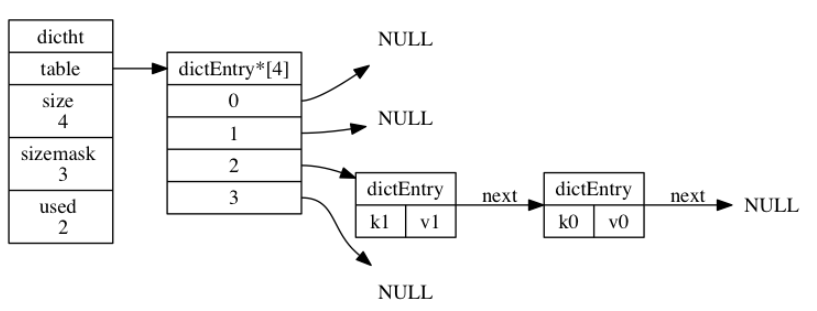 dictht
table
size
4
sizemask
3
used
2
dictEntry*[4]
0
1
2
3
NULL
NULL
dictEntry
k1 v1
next
dictEntry
k0 v0
next
NULL
NULL